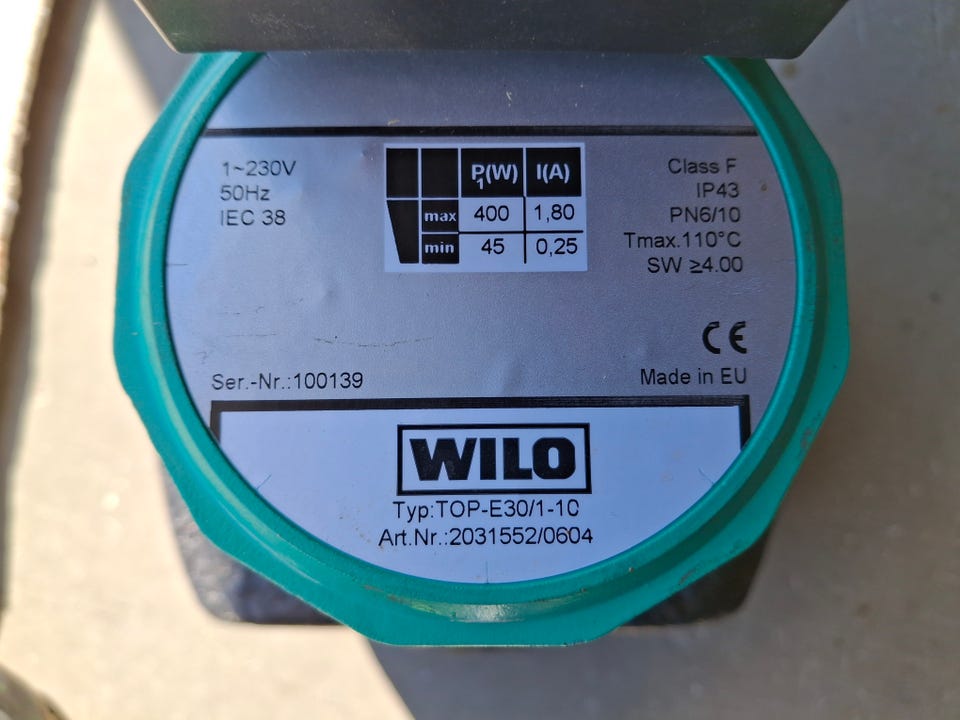 1~230V
50Hz
IEC 38
P1(W) I(A)
max 400 1,80
min 45 0,25
Class F
IP43
PN6/10
Tmax.110°C
SW ≥4.00
CE
Ser.-Nr.:100139
Made in EU
WILO
Typ:TOP-E30/1-10
Art.Nr.:2031552/0604